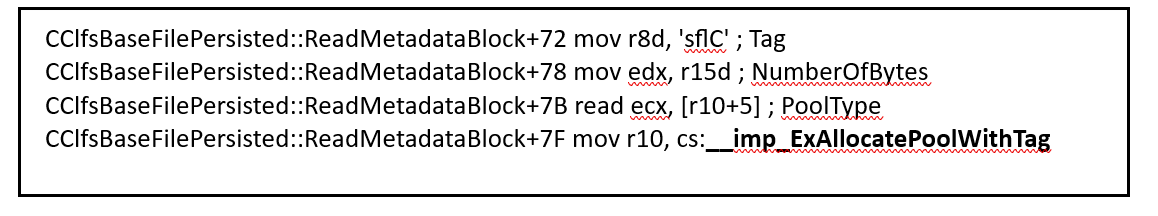 CClfsBaseFilePersisted::ReadMetadataBlock+72 mov r8d, 'sflC' ; Tag
CClfsBaseFilePersisted::ReadMetadataBlock+78 mov edx, r15d ; NumberOfBytes
CClfsBaseFilePersisted::ReadMetadataBlock+7B read ecx, [r10+5] ; PoolType
CClfsBaseFilePersisted::ReadMetadataBlock+7F mov r10, cs:__imp_ExAllocatePoolWithTag